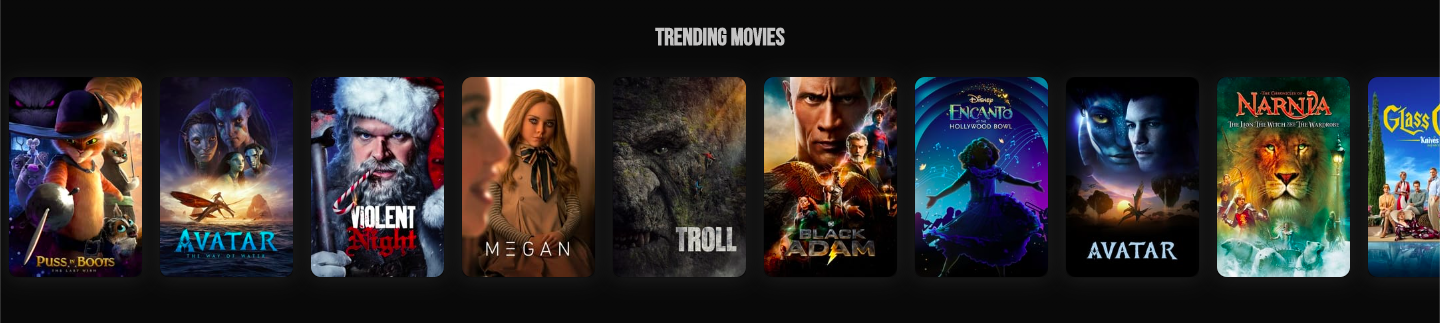 TRENDING MOVIES
PUSS IN BOOTS
THE LAST WISH
AVATAR
THE WAY OF WATER
VIOLENT
Night
M3GAN
TROLL
BLACK
ADAM
Disney
ENCANTO
AT THE
HOLLYWOOD BOWL
AVATAR
THE CHRONICLES OF
NARNIA
THE LION, THE WITCH AND THE WARDROBE
GLASS
Knives